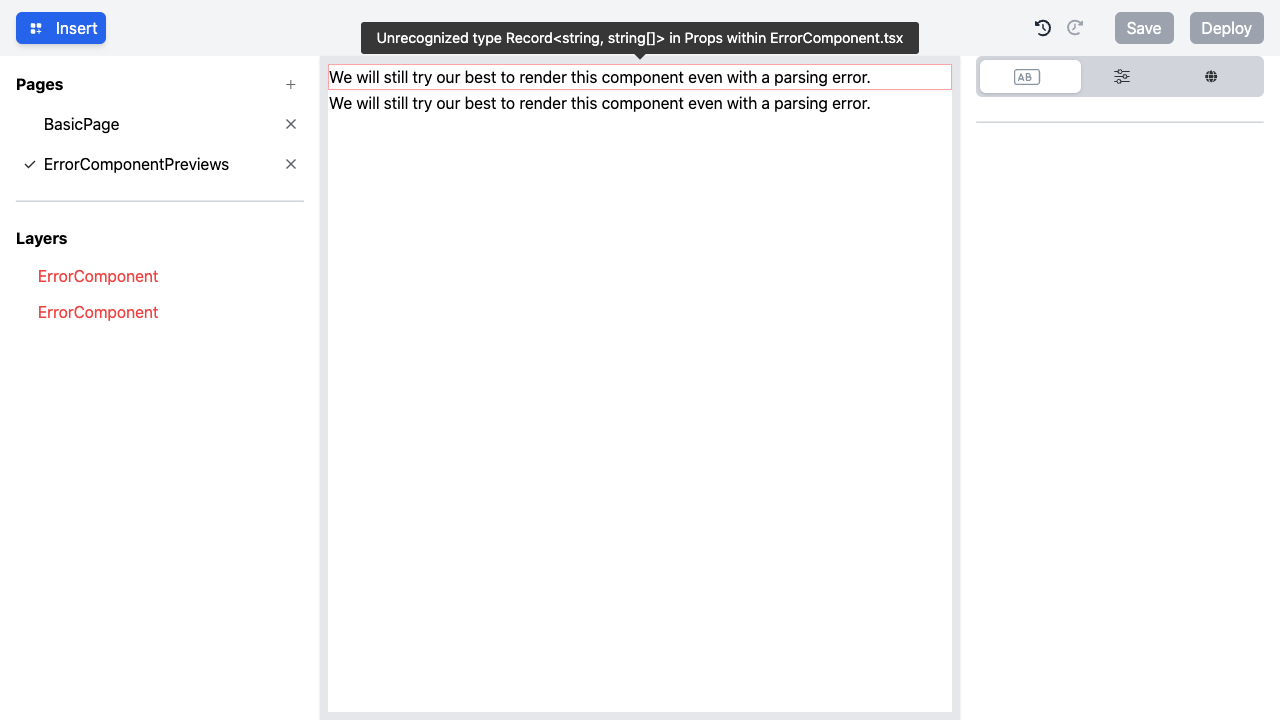 Insert
Unrecognized type Record<string, string[]> in Props within ErrorComponent.tsx
Save
Deploy
Pages
BasicPage
ErrorComponentPreviews
Layers
ErrorComponent
ErrorComponent
We will still try our best to render this component even with a parsing error.
We will still try our best to render this component even with a parsing error.
AB